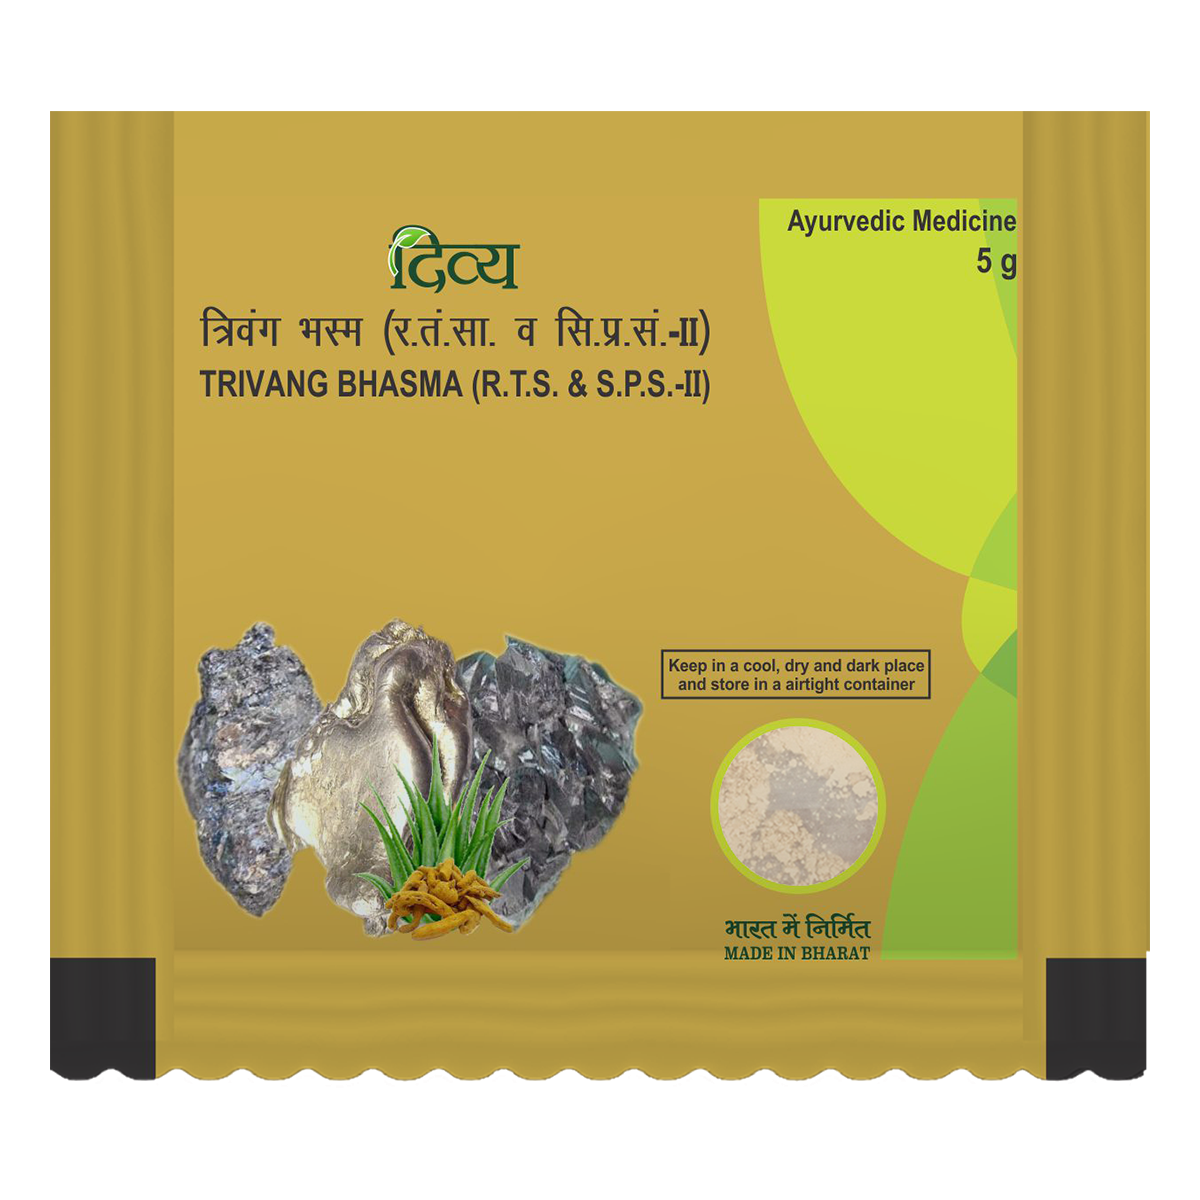 Ayurvedic Medicine
5 g
दिव्य
त्रिवंग भस्म (र.तं.सा. व सि.प्र.सं.-II)
TRIVANG BHASMA (R.T.S. & S.P.S.-II)
Keep in a cool, dry and dark place
and store in a airtight container
भारत में निर्मित
MADE IN BHARAT